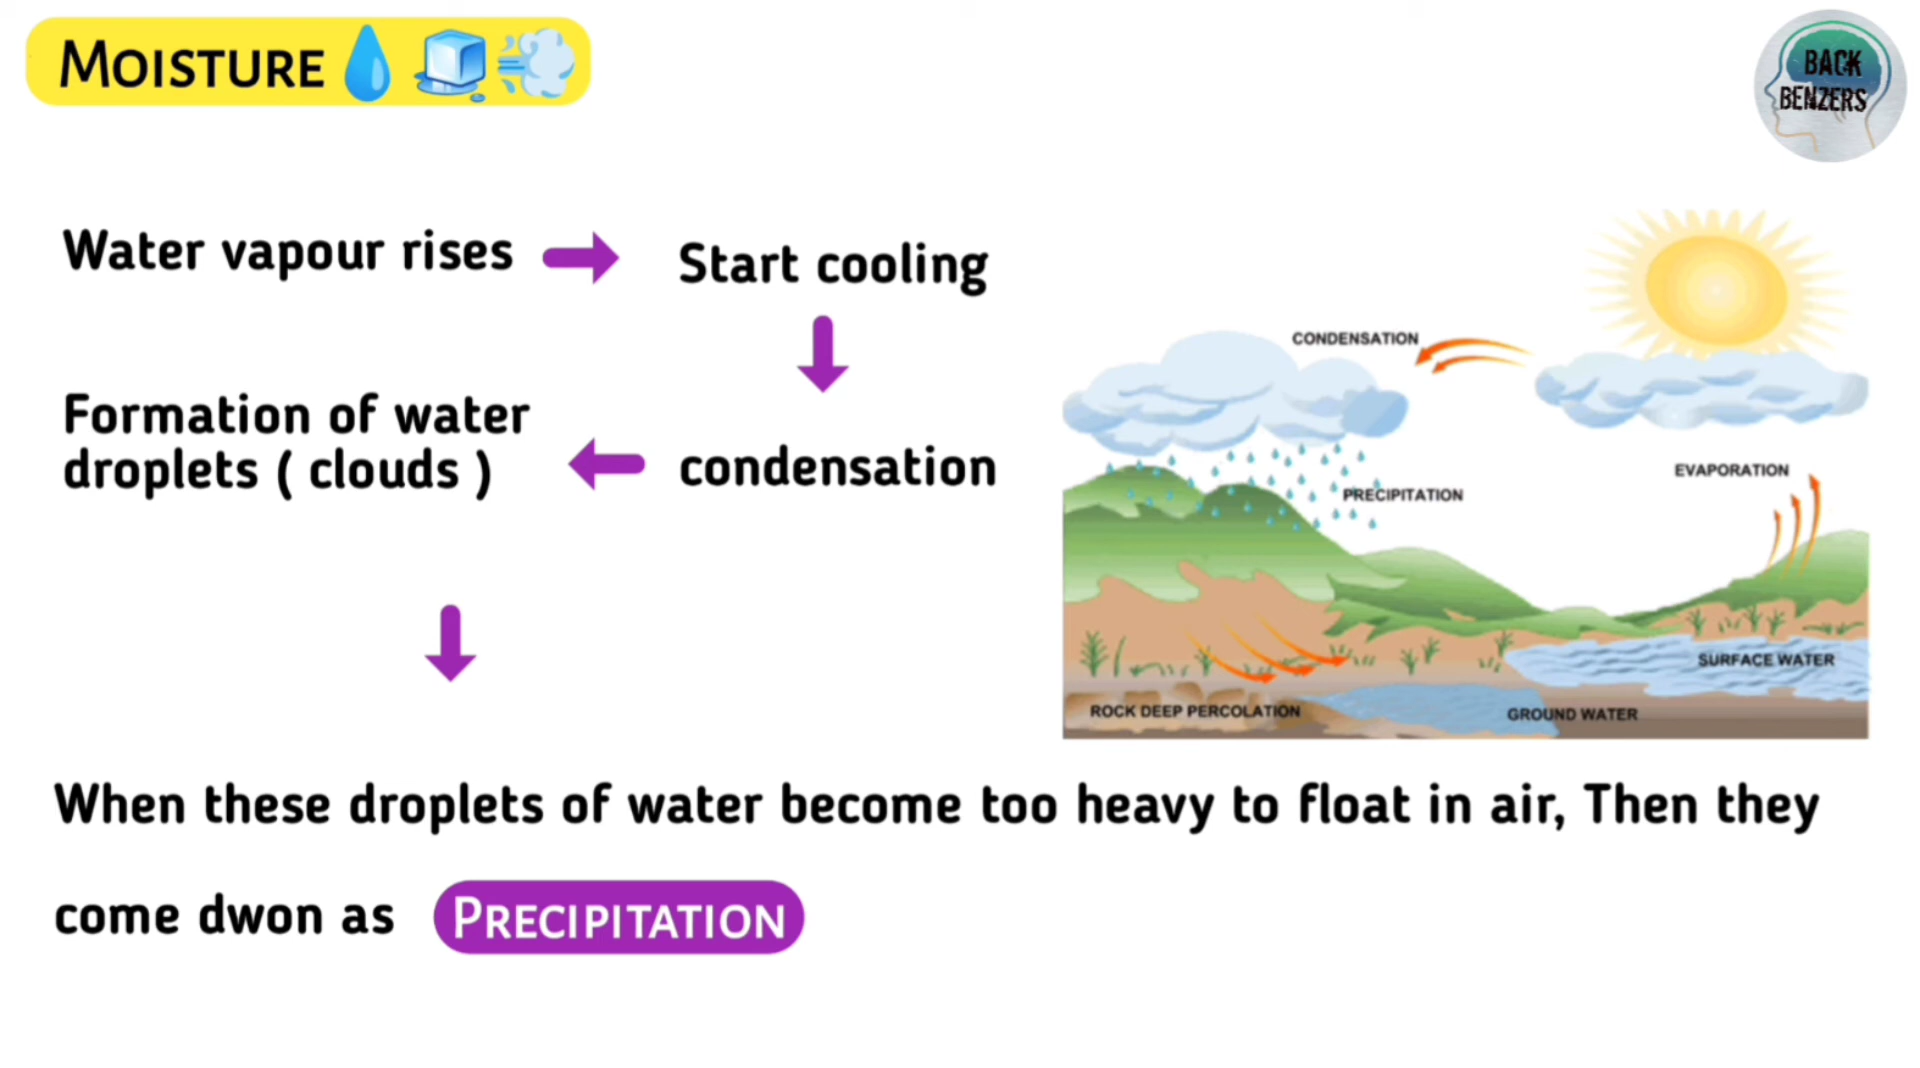 MOISTURE
BACK
BENZERS
Water vapour rises
Start cooling
Formation of water
droplets ( clouds )
condensation
CONDENSATION
PRECIPITATION
EVAPORATION
SURFACE WATER
ROCK DEEP PERCOLATION
GROUND WATER
When these droplets of water become too heavy to float in air, Then they
come dwon as PRECIPITATION